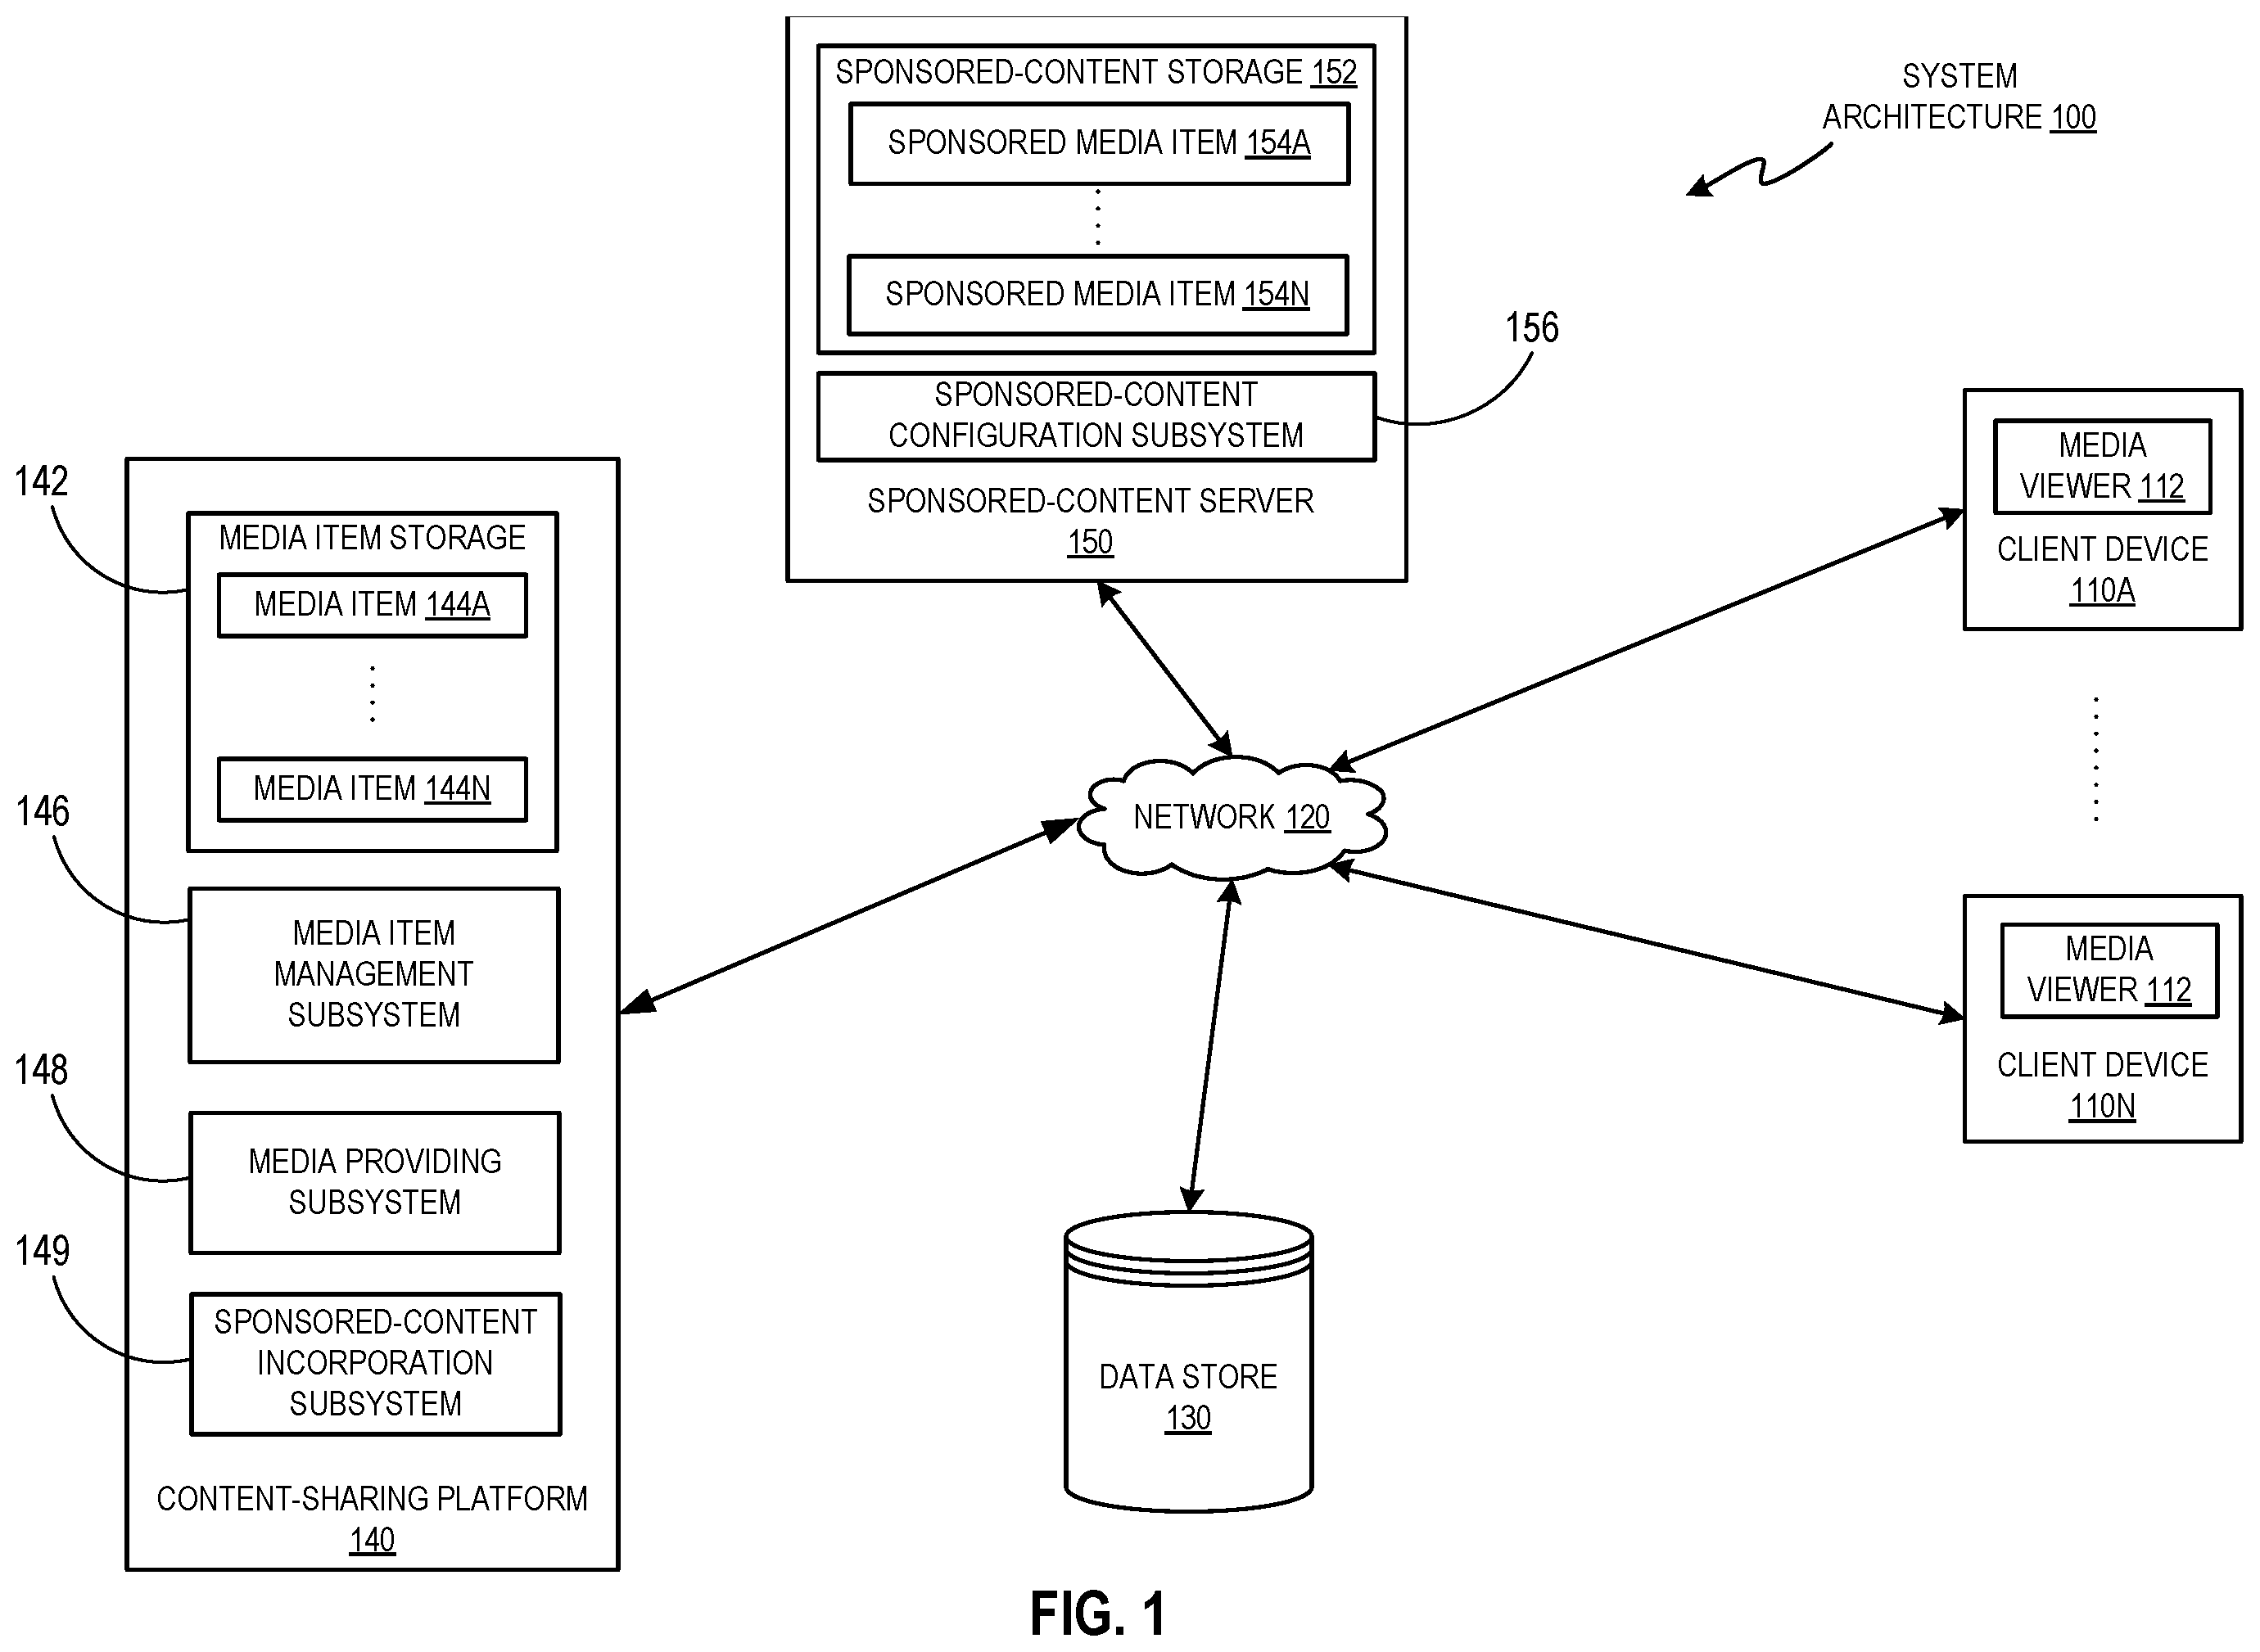 SYSTEM
ARCHITECTURE 100
SPONSORED-CONTENT STORAGE 152
SPONSORED MEDIA ITEM 154A
SPONSORED MEDIA ITEM 154N
156
SPONSORED-CONTENT
CONFIGURATION SUBSYSTEM
SPONSORED-CONTENT SERVER
150
142
MEDIA ITEM STORAGE
MEDIA ITEM 144A
MEDIA ITEM 144N
146
MEDIA ITEM
MANAGEMENT
SUBSYSTEM
148
MEDIA PROVIDING
SUBSYSTEM
149
SPONSORED-CONTENT
INCORPORATION
SUBSYSTEM
CONTENT-SHARING PLATFORM
140
NETWORK 120
DATA STORE
130
MEDIA
VIEWER 112
CLIENT DEVICE
110A
MEDIA
VIEWER 112
CLIENT DEVICE
110N
FIG. 1